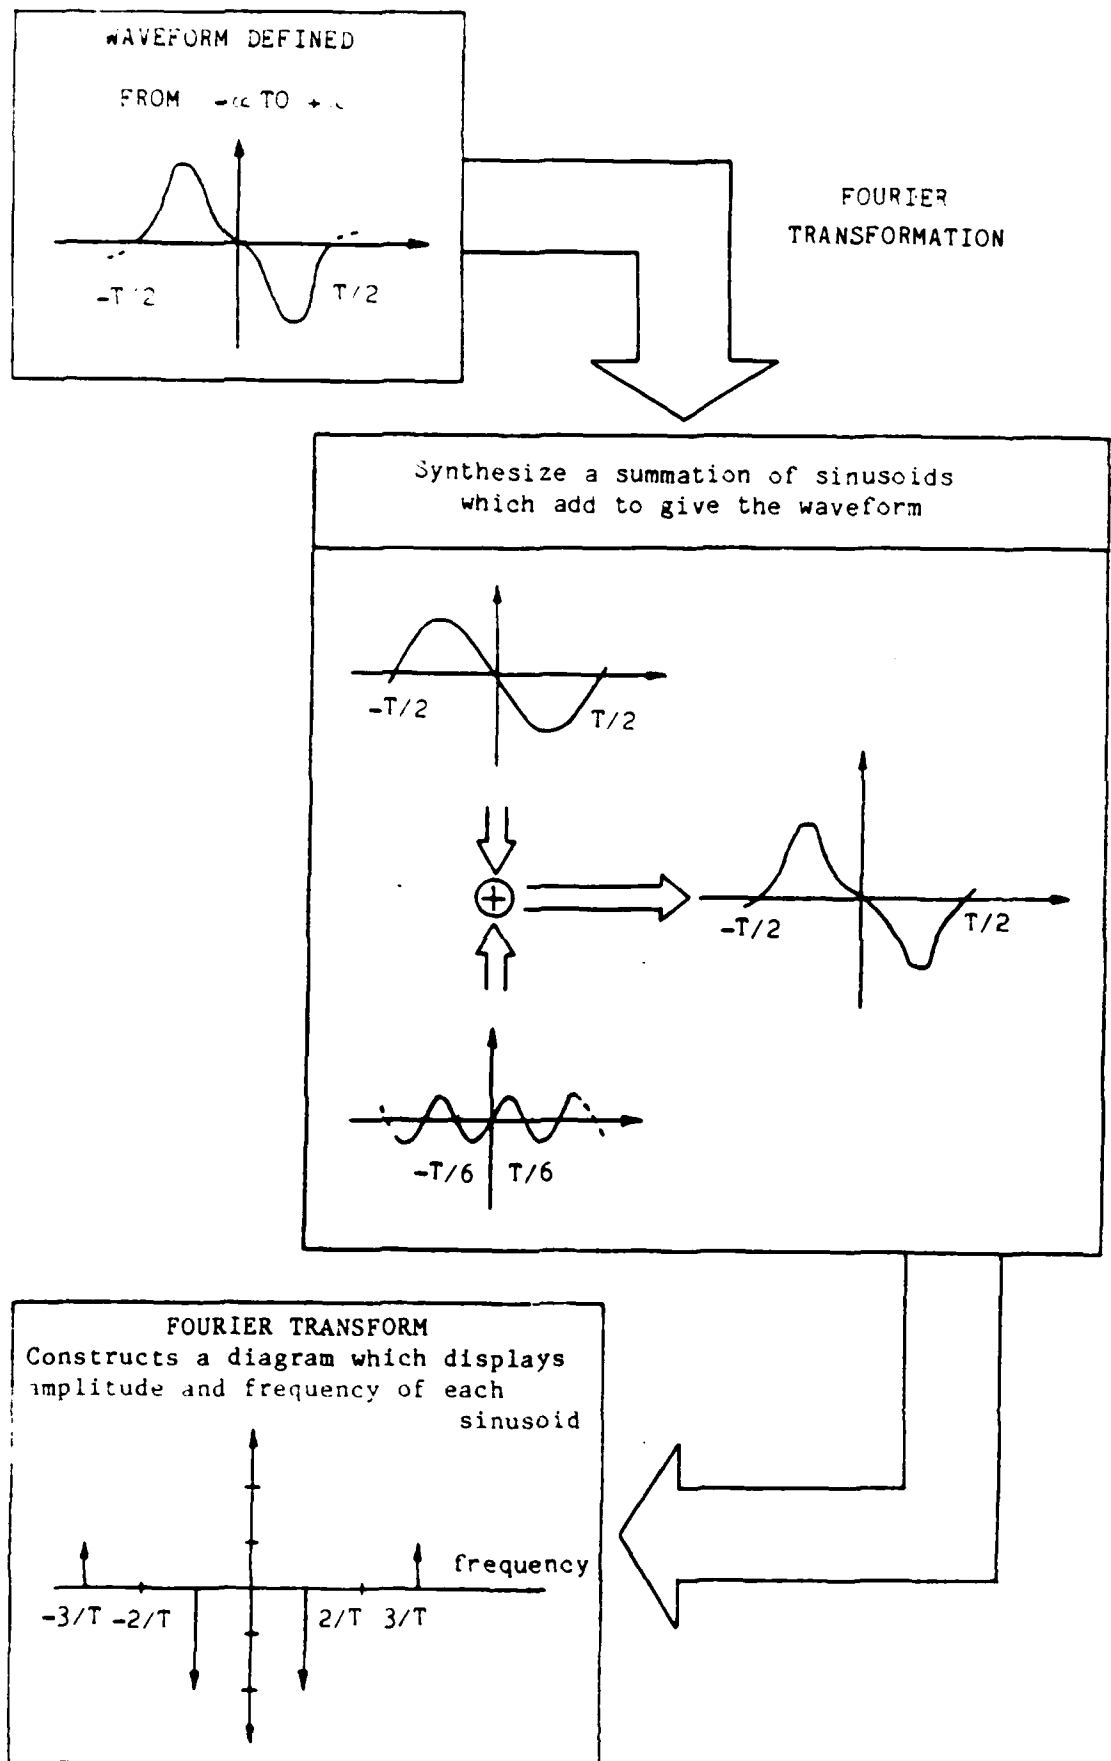 WAVEFORM DEFINED
FROM -∝ TO +
-T/2
T/2
FOURIER
TRANSFORMATION
Synthesize a summation of sinusoids
which add to give the waveform
-T/2
T/2
-T/2
T/2
-T/6
T/6
FOURIER TRANSFORM
Constructs a diagram which displays
amplitude and frequency of each
sinusoid
frequency
-3/T -2/T 2/T 3/T